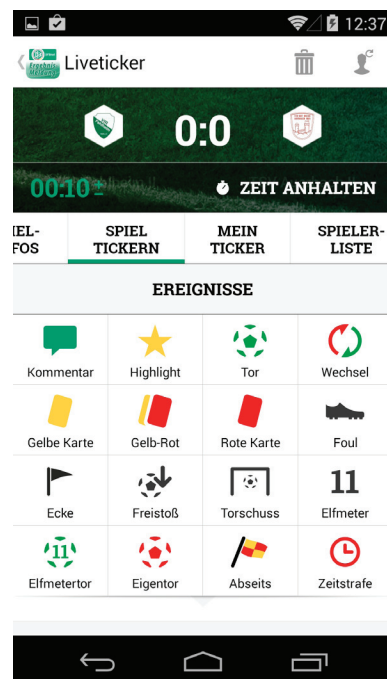 12:37
Ergebnis
Melder
Liveticker
0:0
00:10 ±
ZEIT ANHALTEN
IEL-
FOS
SPIEL
TICKERN
MEIN
TICKER
SPIELER-
LISTE
EREIGNISSE
Kommentar Highlight Tor Wechsel
Gelbe Karte Gelb-Rot Rote Karte Foul
11
Ecke Freistoß Torschuss Elfmeter
11
Elfmetertor Eigentor Abseits Zeitstrafe